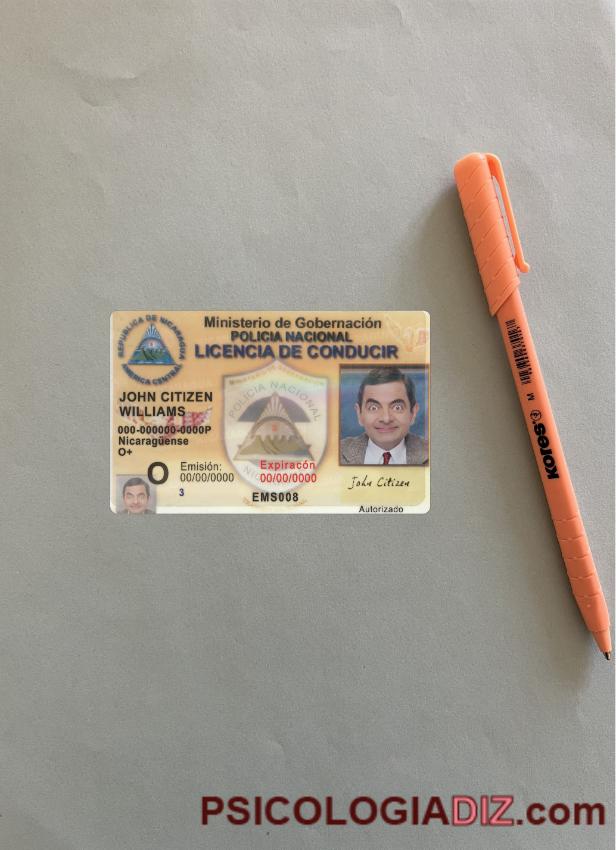 REPUBLICA DE NICARAGUA
AMERICA CENTRAL
Ministerio de Gobernación
POLICIA NACIONAL
LICENCIA DE CONDUCIR
JOHN CITIZEN
WILLIAMS
000-000000-0000P
Nicaragüense
O+
POLICIA NACIONAL
O
Emisión:
00/00/0000
3
Expiracón
00/00/0000
EMS008
John Citizen
Autorizado
M
Kores
PSICOLOGIADIZ.com